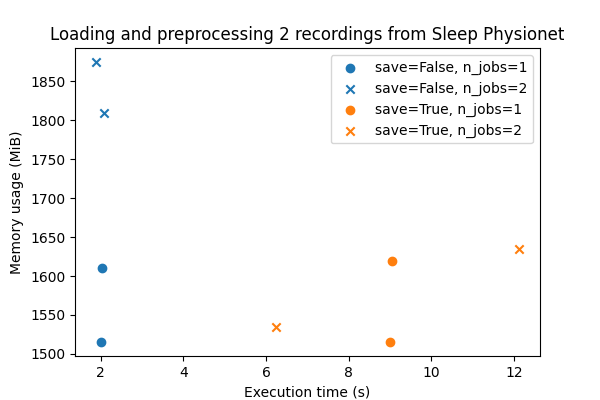 Loading and preprocessing 2 recordings from Sleep Physionet
save=False, n_jobs=1
save=False, n_jobs=2
save=True, n_jobs=1
save=True, n_jobs=2
Memory usage (MiB)
1850
1800
1750
1700
1650
1600
1550
1500
2 4 6 8 10 12
Execution time (s)